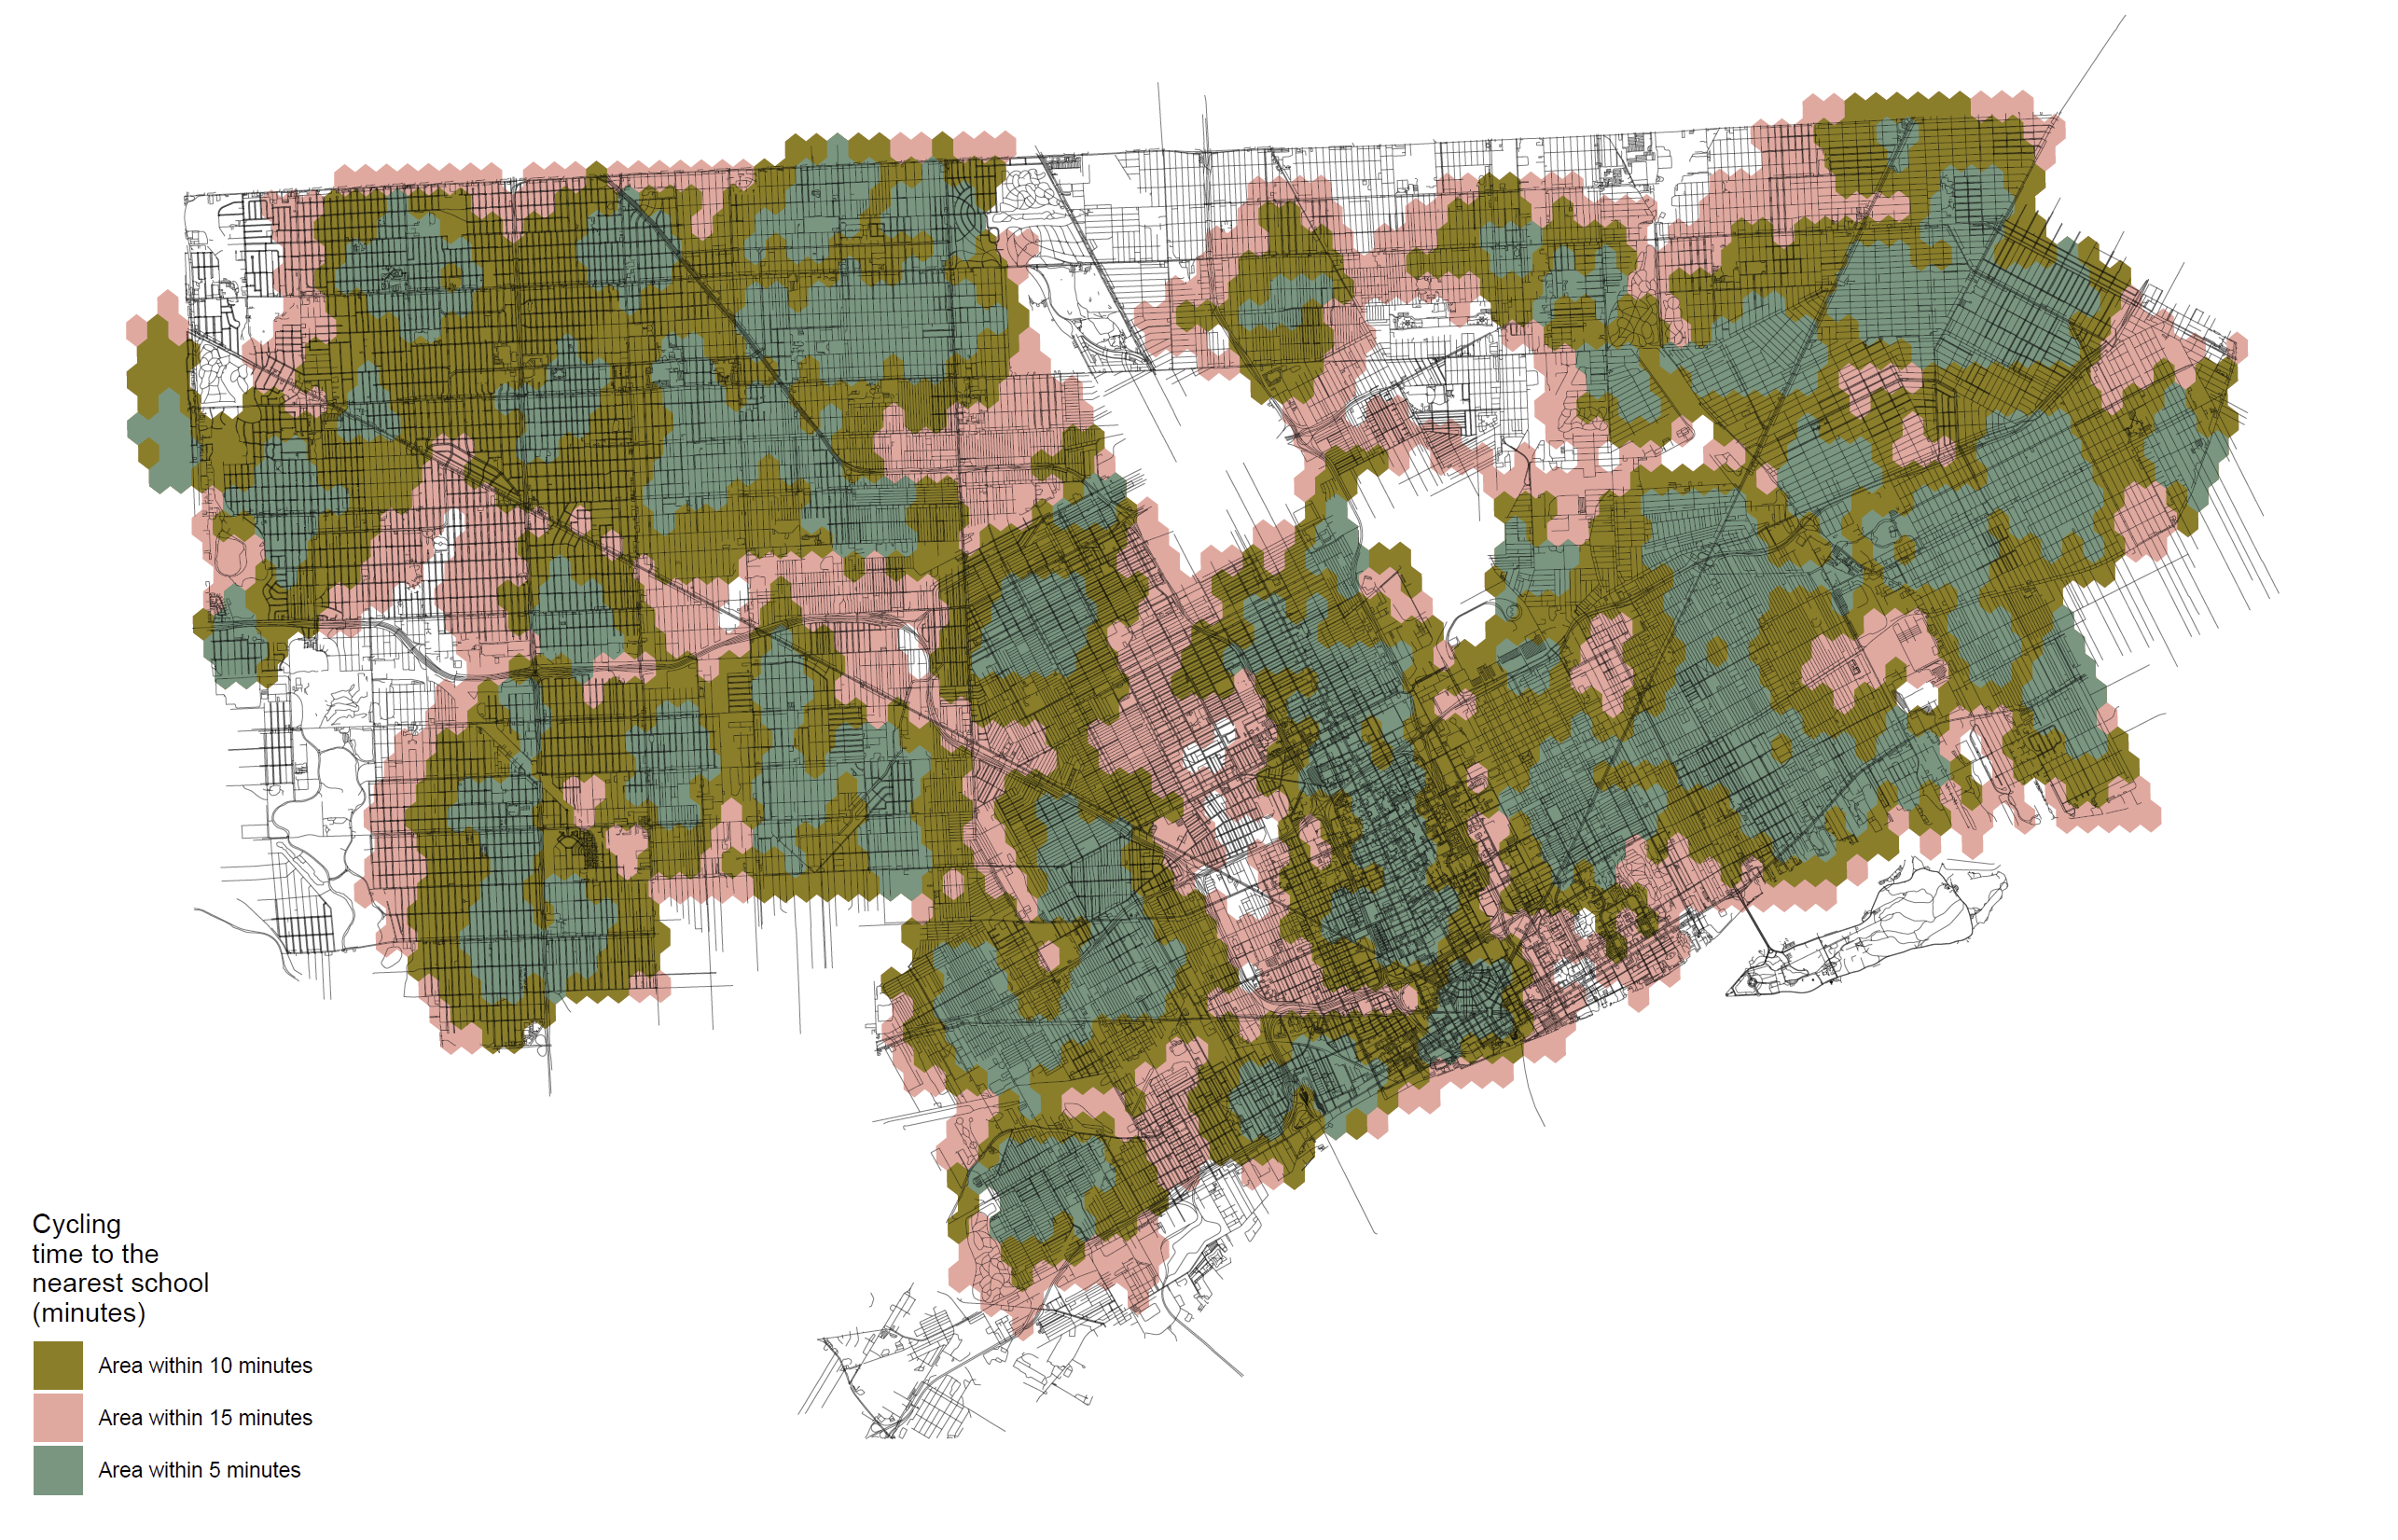 Cycling
time to the
nearest school
(minutes)
Area within 10 minutes
Area within 15 minutes
Area within 5 minutes